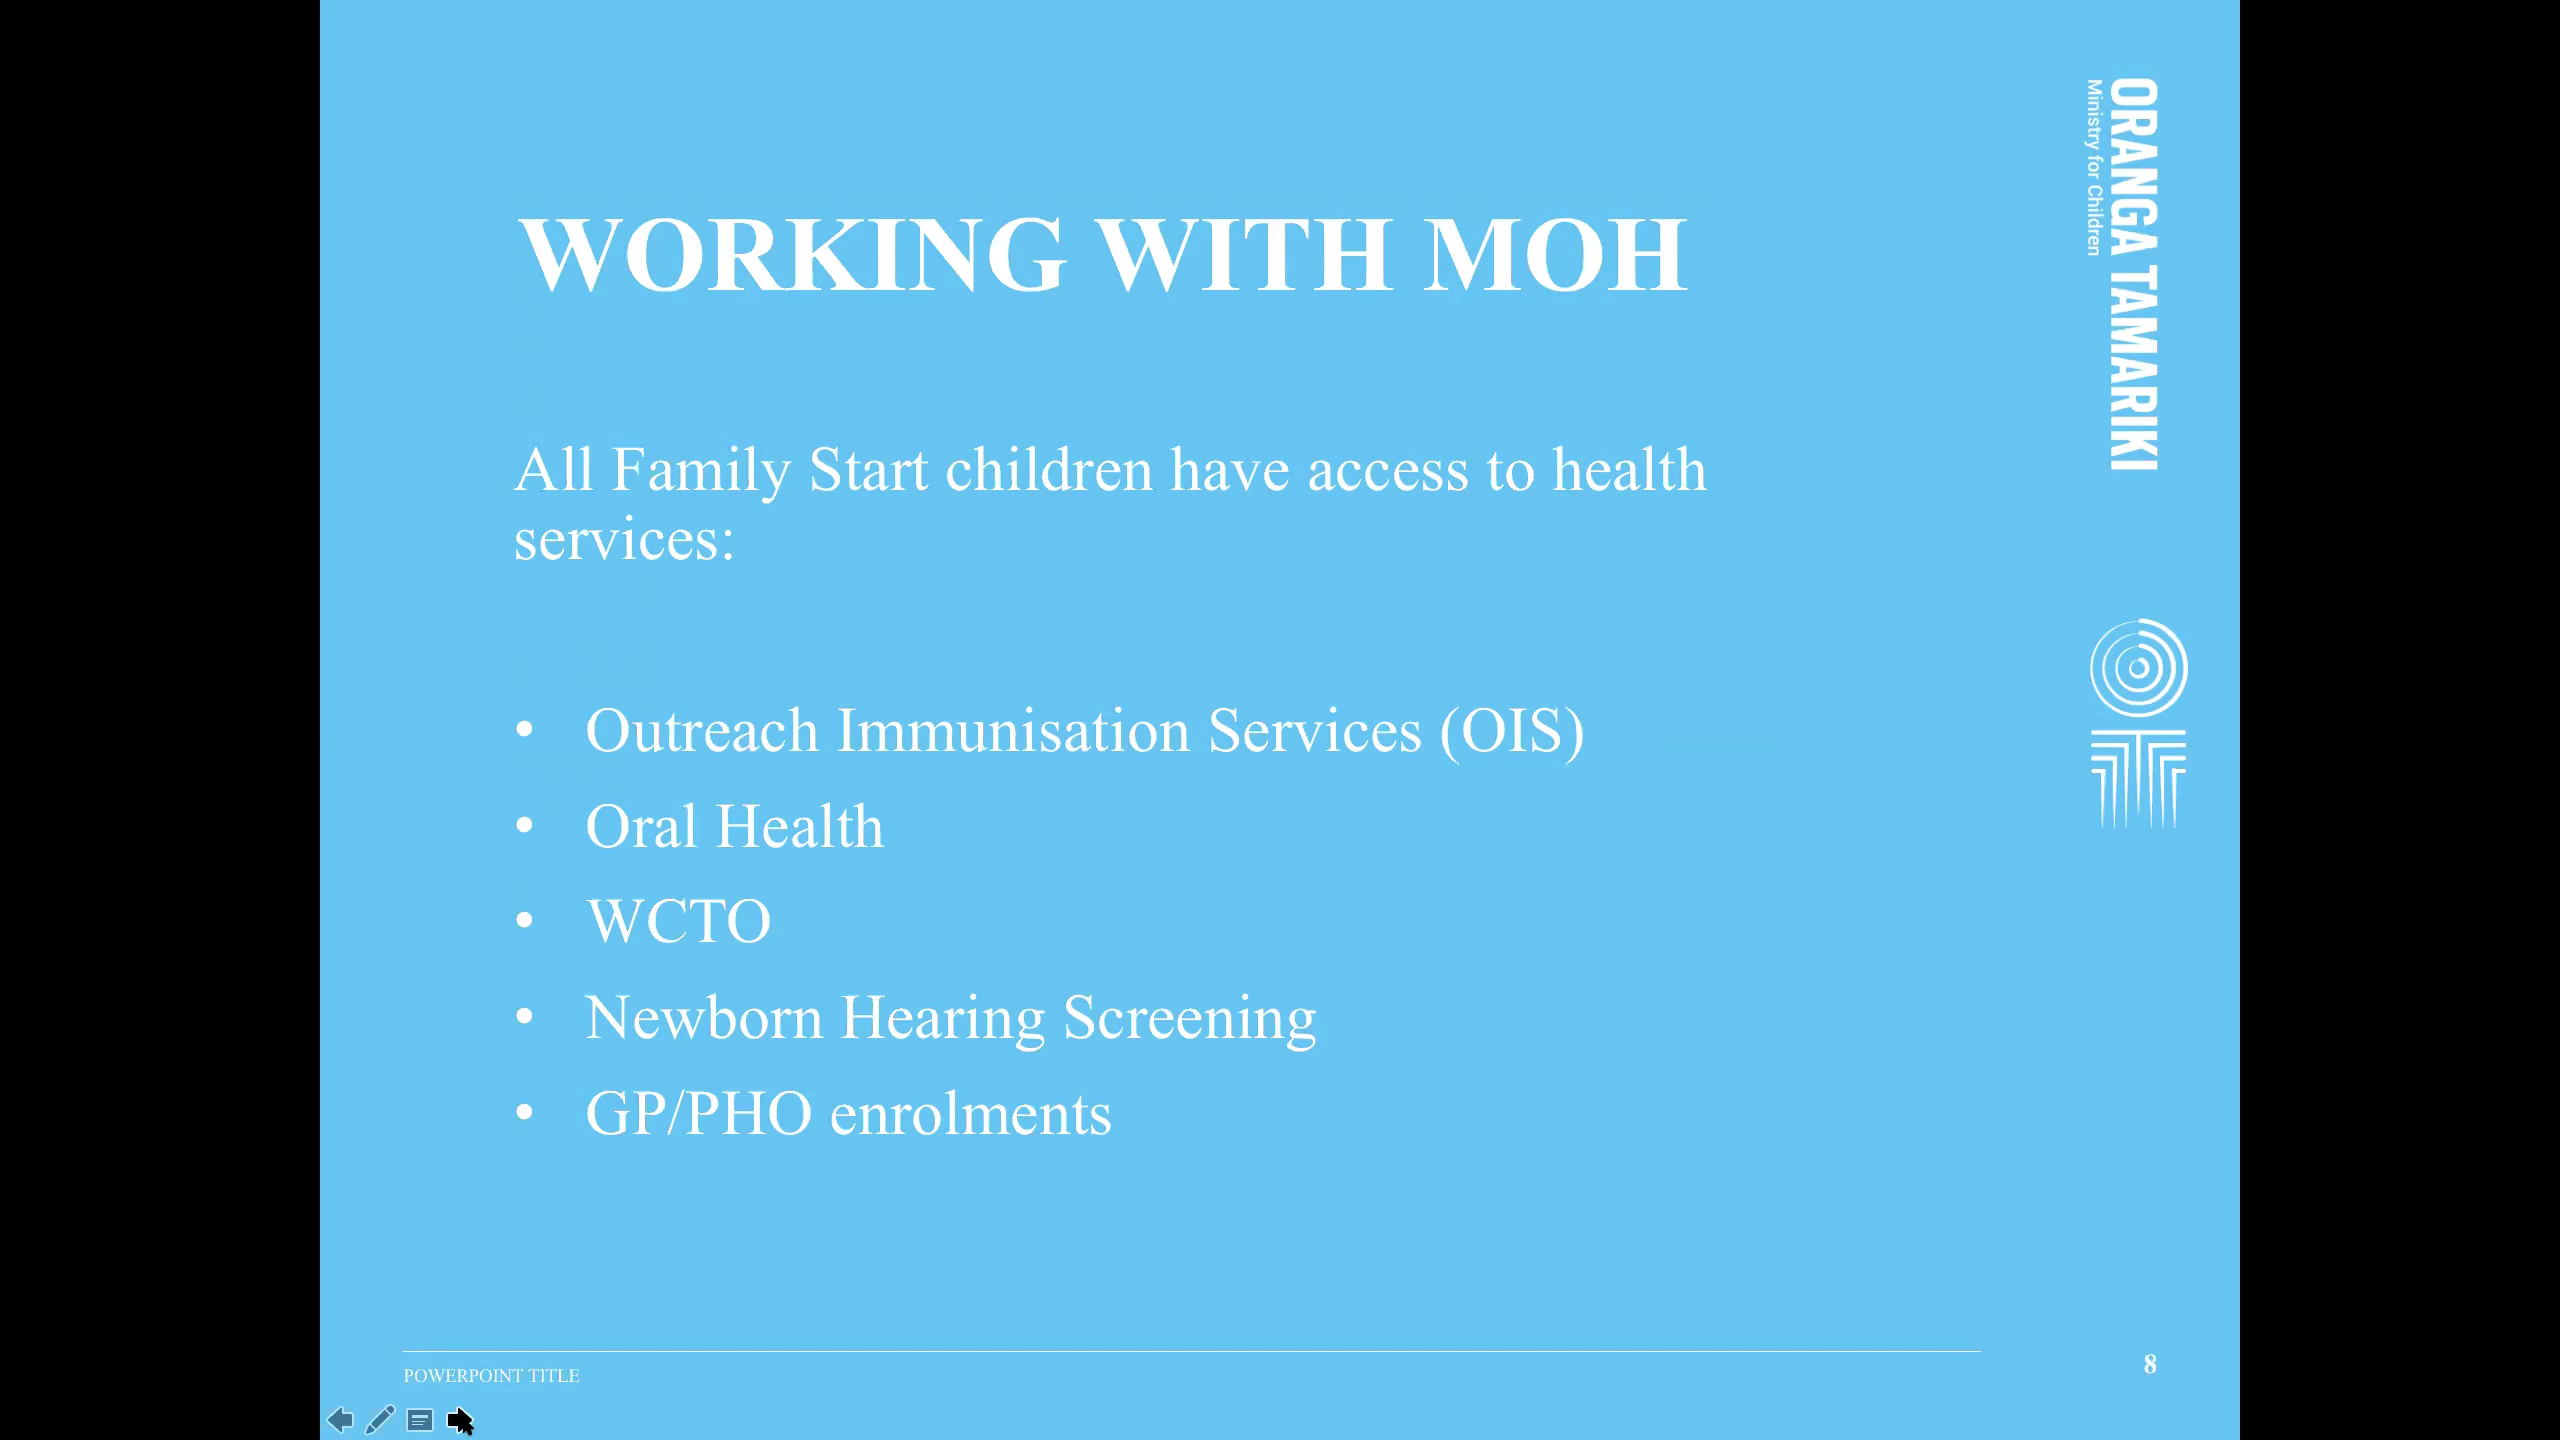 WORKING WITH MOH
All Family Start children have access to health
services:
• Outreach Immunisation Services (OIS)
• Oral Health
• WCTO
• Newborn Hearing Screening
• GP/PHO enrolments
ORANGA TAMARIKI
Ministry for Children
POWERPOINT TITLE
8